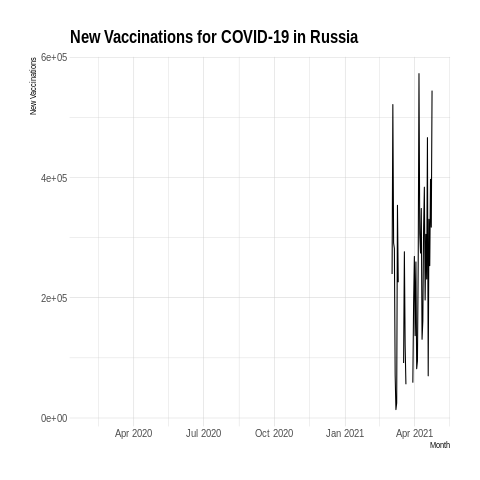 New Vaccinations for COVID-19 in Russia
New Vaccinations
6e+05
4e+05
2e+05
0e+00
Apr 2020 Jul 2020 Oct 2020 Jan 2021 Apr 2021
Month